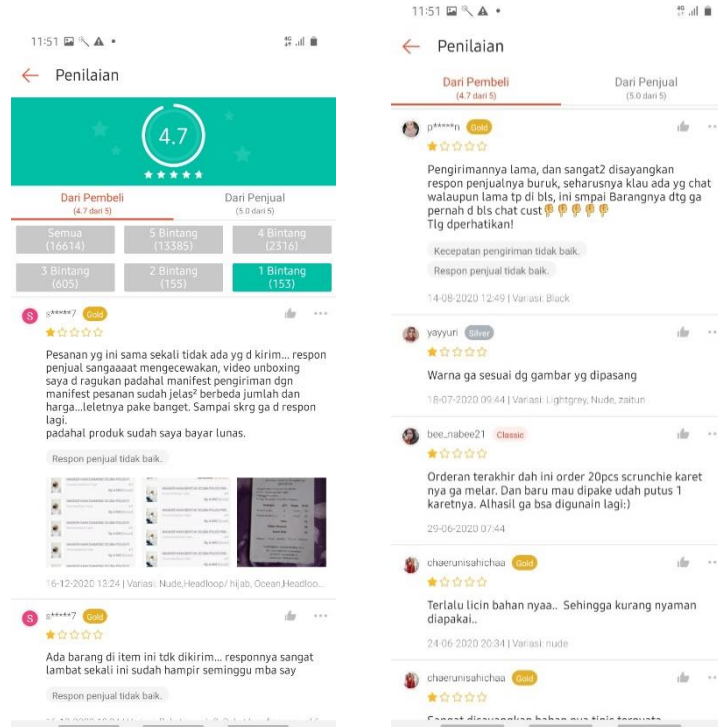 11:51
Penilaian
4.7
Dari Pembeli
(4.7 dari 5)
Dari Penjual
(5.0 dari 5)
Semua
(16614)
5 Bintang
(13385)
4 Bintang
(2316)
3 Bintang
(605)
2 Bintang
(155)
1 Bintang
(153)
s*****7 Gold
Pesanan yg ini sama sekali tidak ada yg d kirim... respon
penjual sangaaaat mengecewakan, video unboxing
saya d ragukan padahal manifest pengiriman dgn
manifest pesanan sudah jelas² berbeda jumlah dan
harga...leletnya pake banget. Sampai skrg ga d respon
lagi.
padahal produk sudah saya bayar lunas.
Respon penjual tidak baik.
16-12-2020 13:24 | Variasi: Nude,Headloop/ hijab, Ocean,Headloo...
s*****7 Gold
Ada barang di item ini tdk dikirim... responnya sangat
lambat sekali ini sudah hampir seminggu mba say
Respon penjual tidak baik.
11:51
4G
Penilaian
Dari Pembeli
(4.7 dari 5)
Dari Penjual
(5.0 dari 5)
p*****n Gold
Pengirimannya lama, dan sangat2 disayangkan
respon penjualnya buruk, seharusnya klau ada yg chat
walaupun lama tp di bls, ini smpai Barangnya dtg ga
pernah d bls chat cust
Tlg dperhatikan!
Kecepatan pengiriman tidak baik.
Respon penjual tidak baik.
14-08-2020 12:49 | Variasi: Black
yayyuri Silver
Warna ga sesuai dg gambar yg dipasang
18-07-2020 09:44 | Variasi: Lightgrey, Nude, zaitun
bee_nabee21 Classic
Orderan terakhir dah ini order 20pcs scrunchie karet
nya ga melar. Dan baru mau dipake udah putus 1
karetnya. Alhasil ga bsa digunain lagi:)
29-06-2020 07:44
chaerunisahichaa Gold
Terlalu licin bahan nyaa.. Sehingga kurang nyaman
diapakai..
24-06-2020 20:34 | Variasi: nude
chaerunisahichaa Gold
Sangat disayangkan bahan nya tipis ternyata